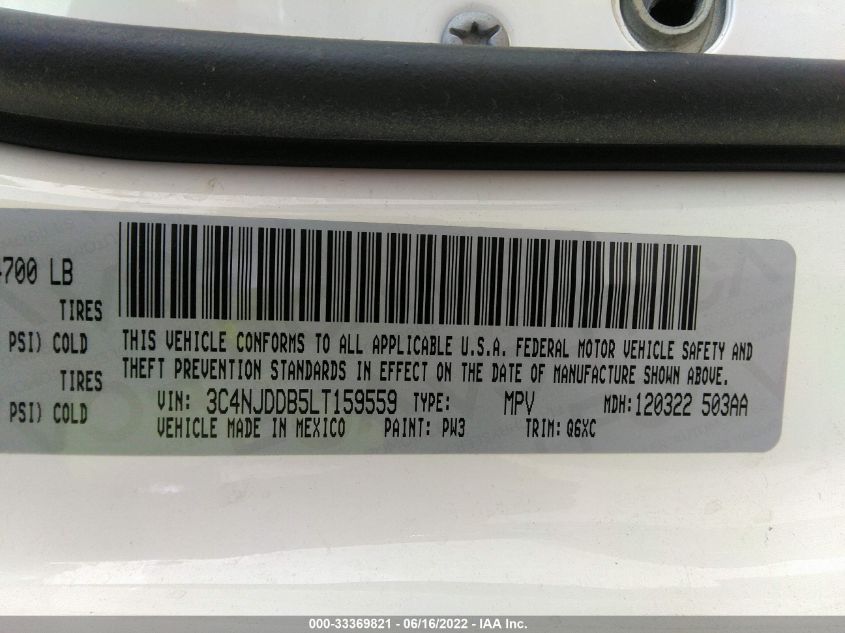 700 LB
TIRES
PSI) COLD
TIRES
PSI) COLD
THIS VEHICLE CONFORMS TO ALL APPLICABLE U.S.A. FEDERAL MOTOR VEHICLE SAFETY AND
THEFT PREVENTION STANDARDS IN EFFECT ON THE DATE OF MANUFACTURE SHOWN ABOVE.
VIN: 3C4NJDDB5LT159559 TYPE: MPV MDH:120322 503AA
VEHICLE MADE IN MEXICO PAINT: PW3 TRIM: Q6XC
000-33369821 - 06/16/2022 - IAA Inc.